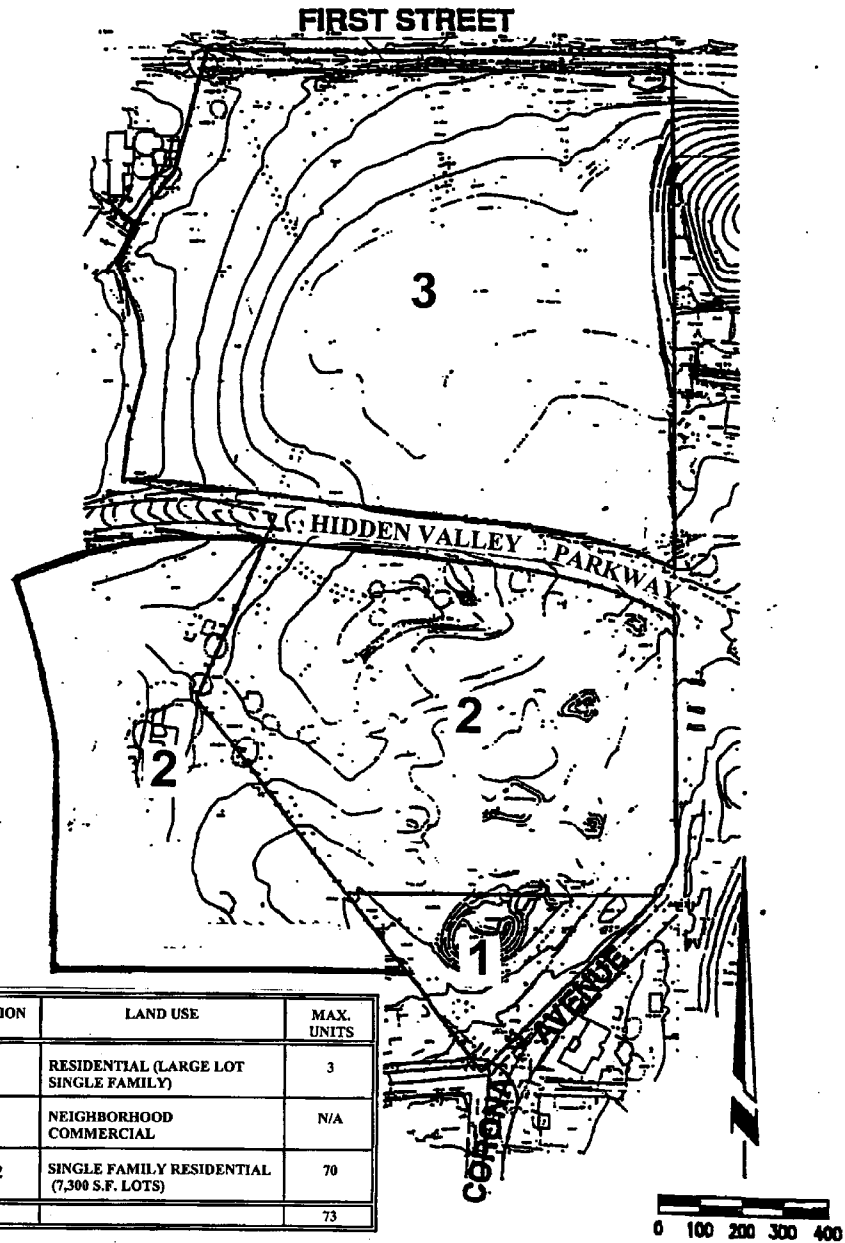 FIRST STREET
3
HIDDEN VALLEY PARKWAY
2
2
1
CORONA AVENUE
ION LAND USE MAX. UNITS
RESIDENTIAL (LARGE LOT SINGLE FAMILY) 3
NEIGHBORHOOD COMMERCIAL N/A
2 SINGLE FAMILY RESIDENTIAL (7,300 S.F. LOTS) 70
73
N
0 100 200 300 400